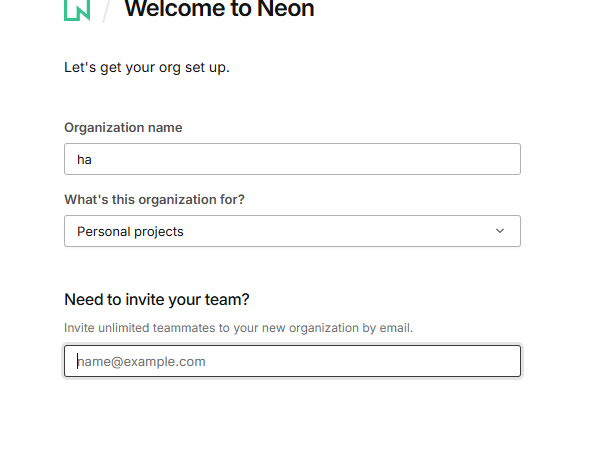 Welcome to Neon
Let's get your org set up.
Organization name
ha
What's this organization for?
Personal projects
Need to invite your team?
Invite unlimited teammates to your new organization by email.
name@example.com